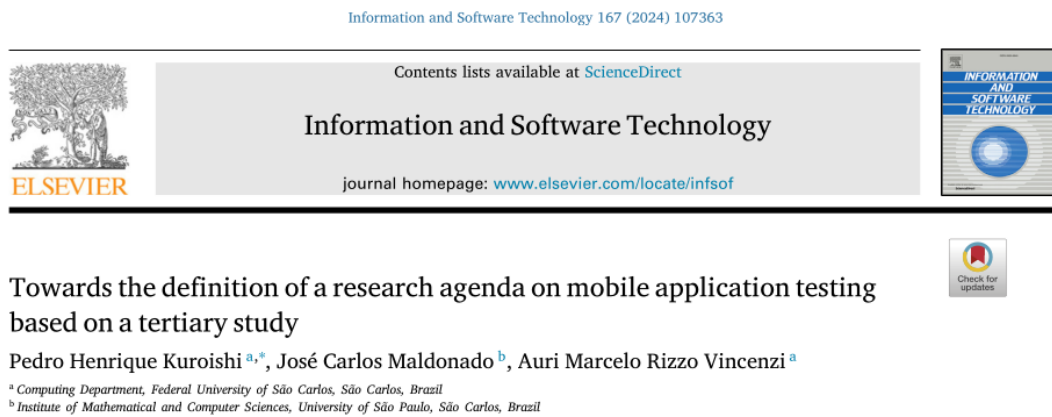 Information and Software Technology 167 (2024) 107363
Contents lists available at ScienceDirect
Information and Software Technology
journal homepage: www.elsevier.com/locate/infsof
ELSEVIER
INFORMATION
AND
SOFTWARE
TECHNOLOGY
Check for
updates
Towards the definition of a research agenda on mobile application testing
based on a tertiary study
Pedro Henrique Kuroishi a,*, José Carlos Maldonado b, Auri Marcelo Rizzo Vincenzi a
a Computing Department, Federal University of São Carlos, São Carlos, Brazil
b Institute of Mathematical and Computer Sciences, University of São Paulo, São Carlos, Brazil